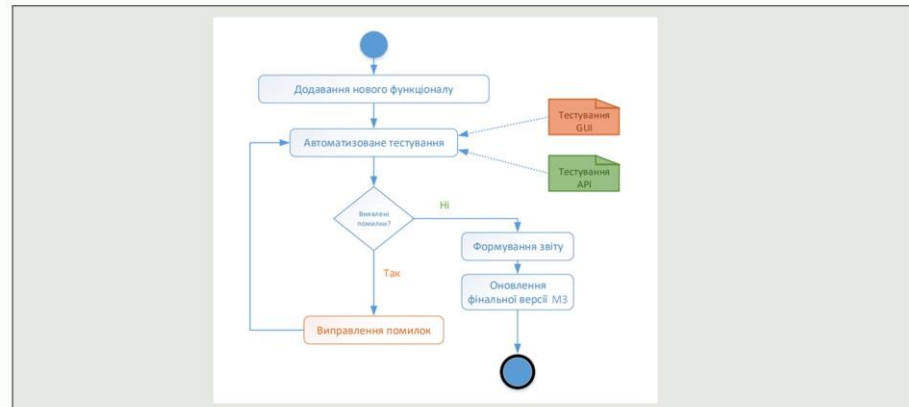 Додавання нового функціоналу
Автоматизоване тестування
Тестування
GUI
Тестування
API
Виявлені
помилки?
Ні
Так
Формування звіту
Оновлення
фінальної версії МЗ
Виправлення помилок